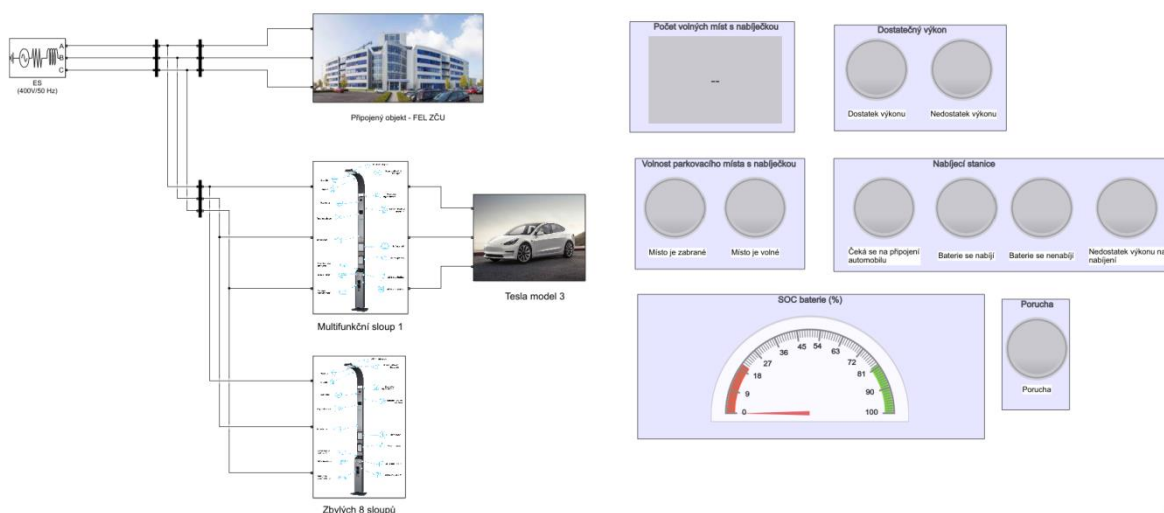 A
B
C
ES
(400V/50 Hz)
Připojený objekt - FEL ZČU
Multifunkční sloup 1
Tesla model 3
Zbylých 8 sloupů
Počet volných míst s nabíječkou
--
Dostatečný výkon
Dostatek výkonu
Nedostatek výkonu
Volnost parkovacího místa s nabíječkou
Místo je zabrané
Místo je volné
Nabíjecí stanice
Čeká se na připojení
automobilu
Baterie se nabíjí
Baterie se nenabíjí
Nedostatek výkonu na
nabíjení
SOC baterie (%)
0
9
18
27
36
45
54
63
72
81
90
100
Porucha
Porucha